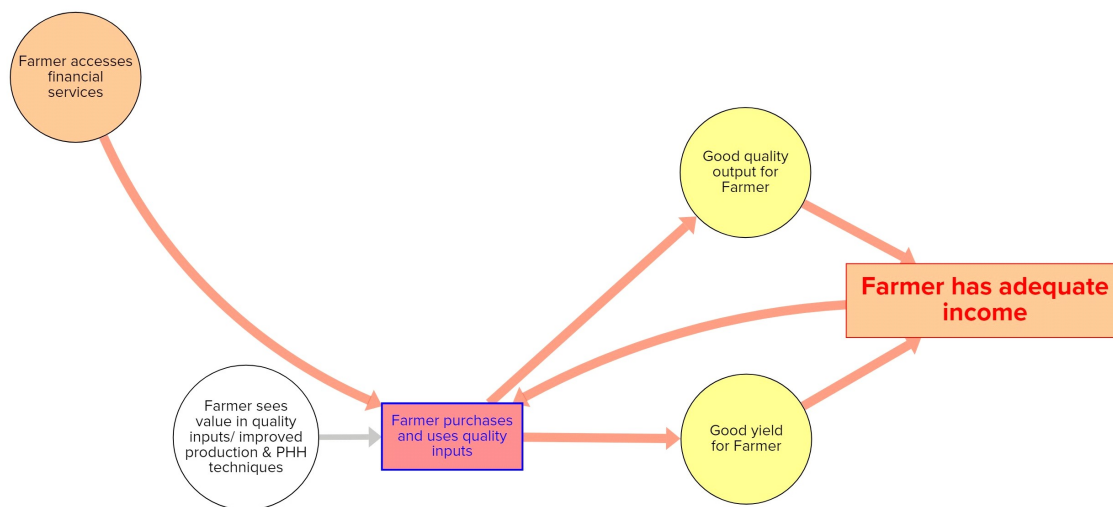 Farmer accesses
financial
services
Good quality
output for
Farmer
Farmer has adequate
income
Farmer sees
value in quality
inputs/ improved
production & PHH
techniques
Farmer purchases
and uses quality
inputs
Good yield
for Farmer